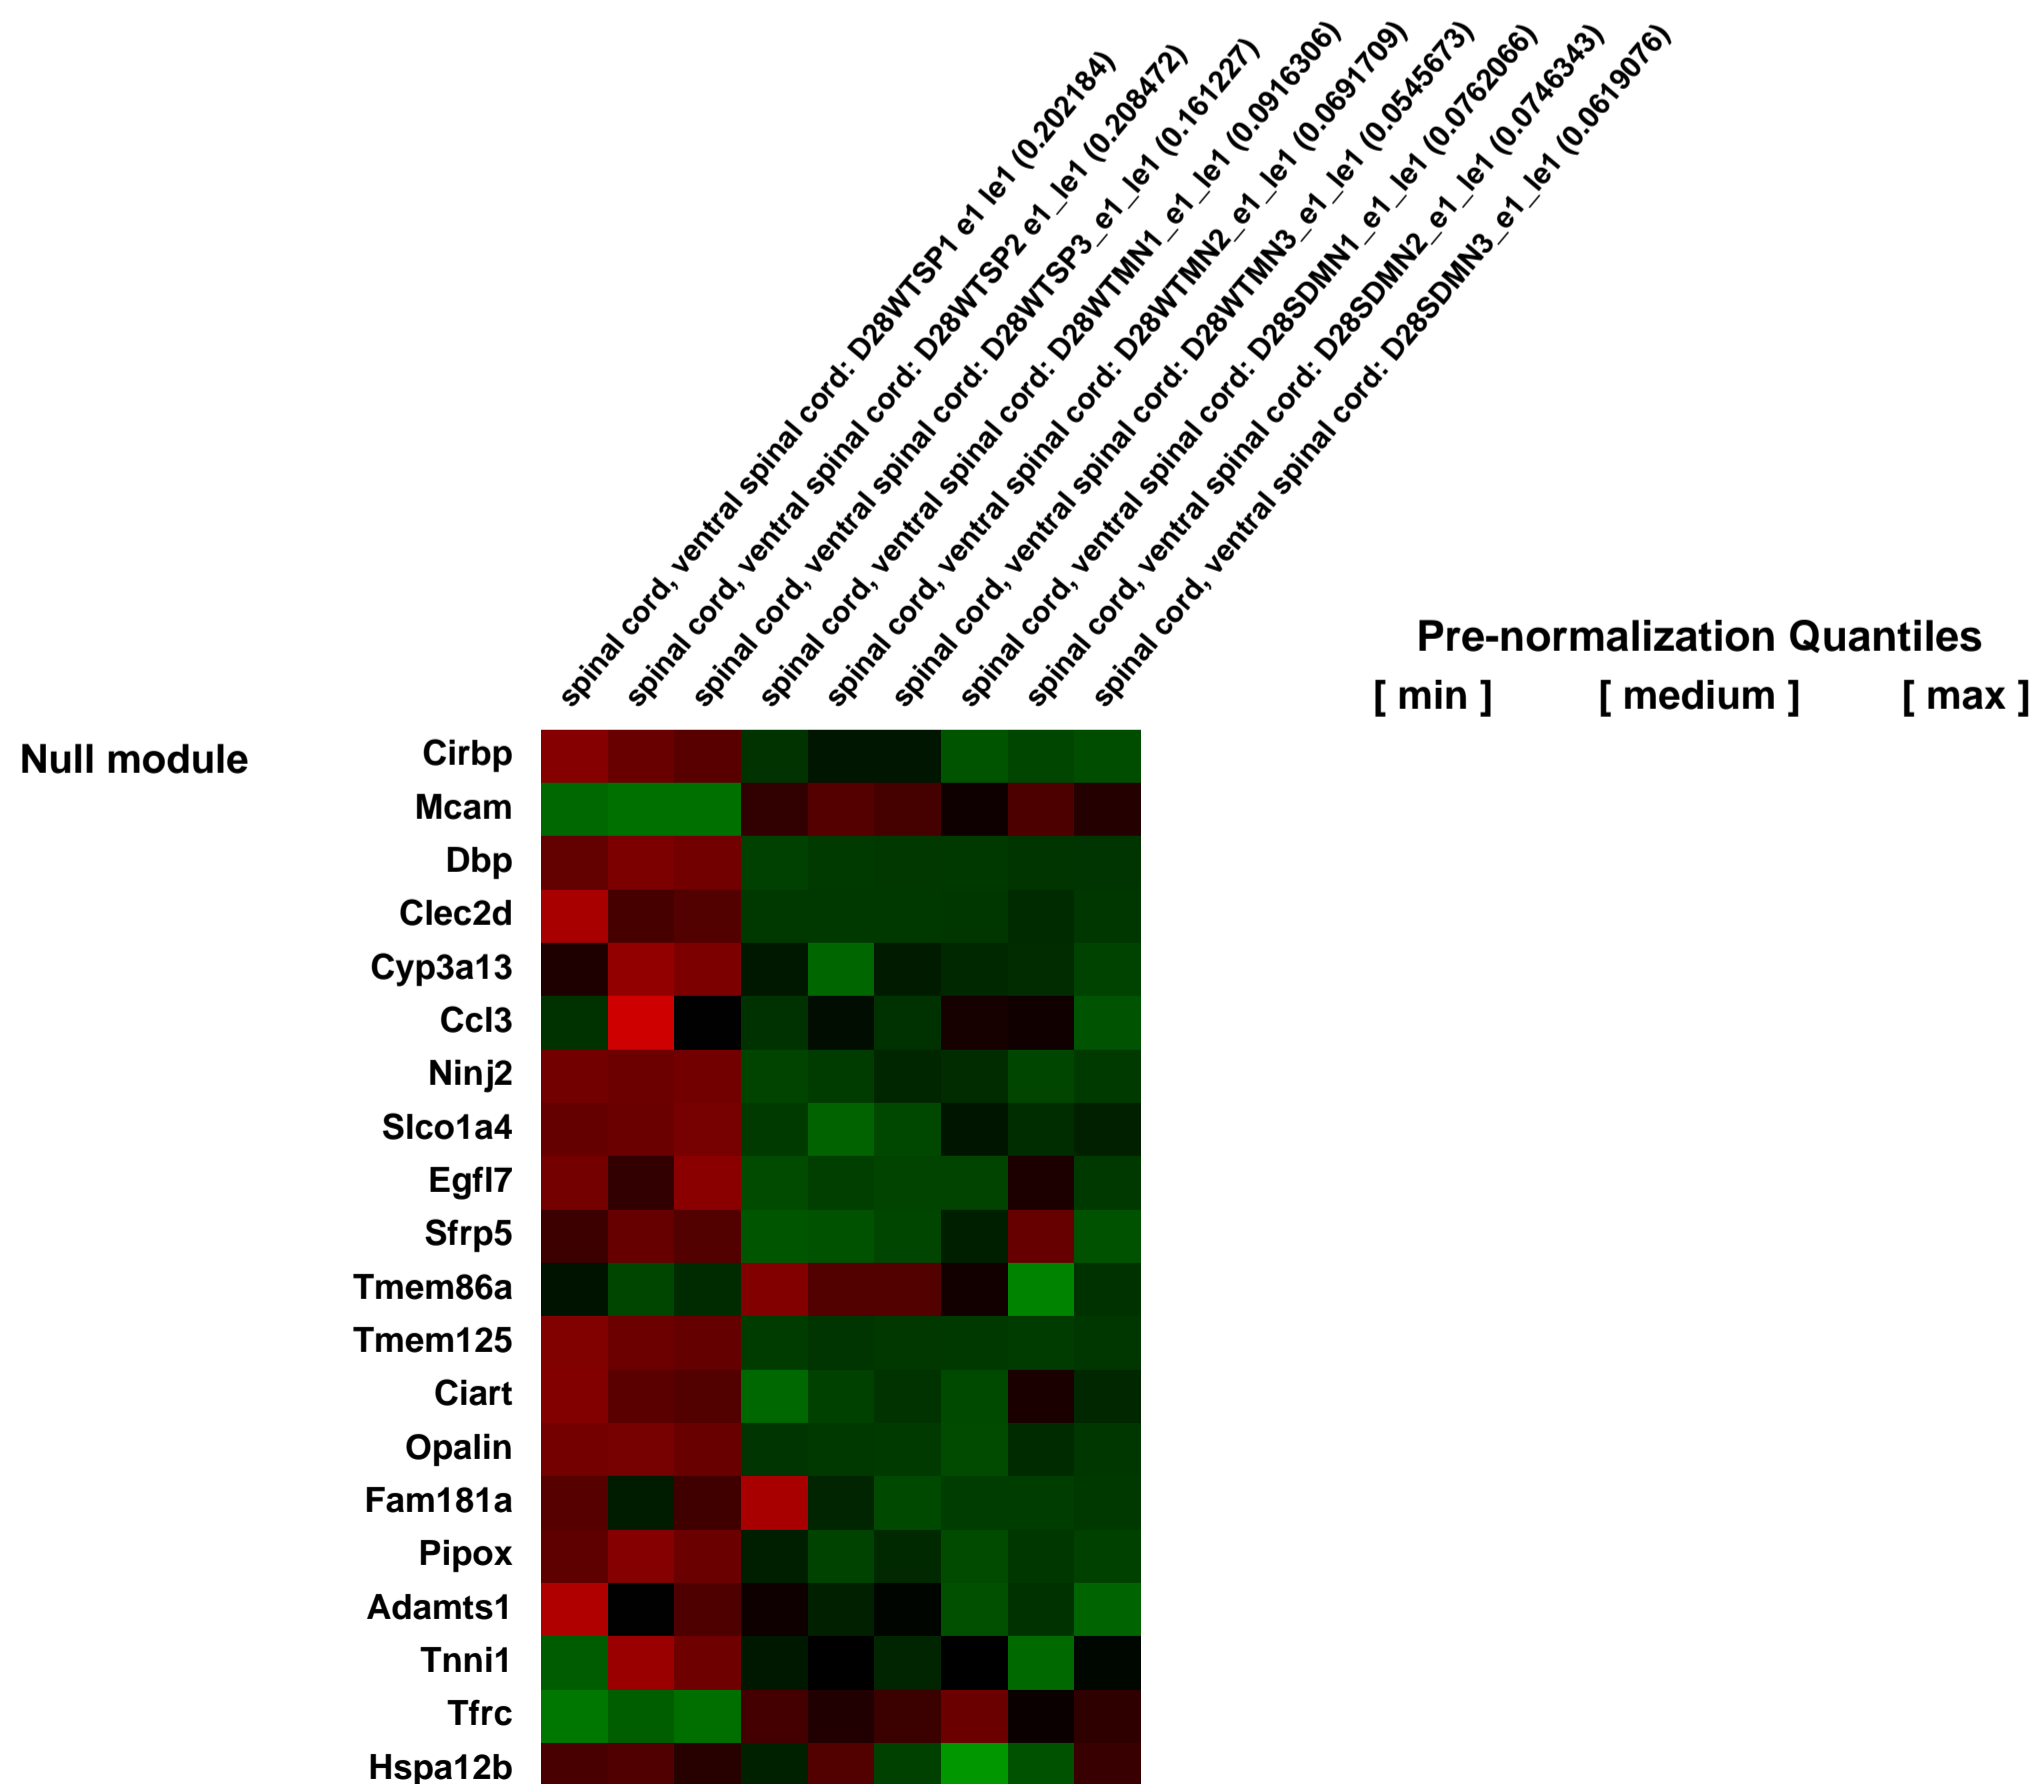 spinal cord, ventral spinal cord: D28WTSP1 e1 le1 (0.202184)
spinal cord, ventral spinal cord: D28WTSP2 e1_le1 (0.208472)
spinal cord, ventral spinal cord: D28WTSP3_e1_le1 (0.161227)
spinal cord, ventral spinal cord: D28WTMN1_e1_le1 (0.0916306)
spinal cord, ventral spinal cord: D28WTMN2_e1_le1 (0.0691709)
spinal cord, ventral spinal cord: D28WTMN3_e1_le1 (0.0545673)
spinal cord, ventral spinal cord: D28SDMN1_e1_le1 (0.0762066)
spinal cord, ventral spinal cord: D28SDMN2_e1_le1 (0.0746343)
spinal cord, ventral spinal cord: D28SDMN3_e1_le1 (0.0619076)
Pre-normalization Quantiles
[ min ] [ medium ] [ max ]
Null module
Cirbp
Mcam
Dbp
Clec2d
Cyp3a13
Ccl3
Ninj2
Slco1a4
Egfl7
Sfrp5
Tmem86a
Tmem125
Ciart
Opalin
Fam181a
Pipox
Adamts1
Tnni1
Tfrc
Hspa12b